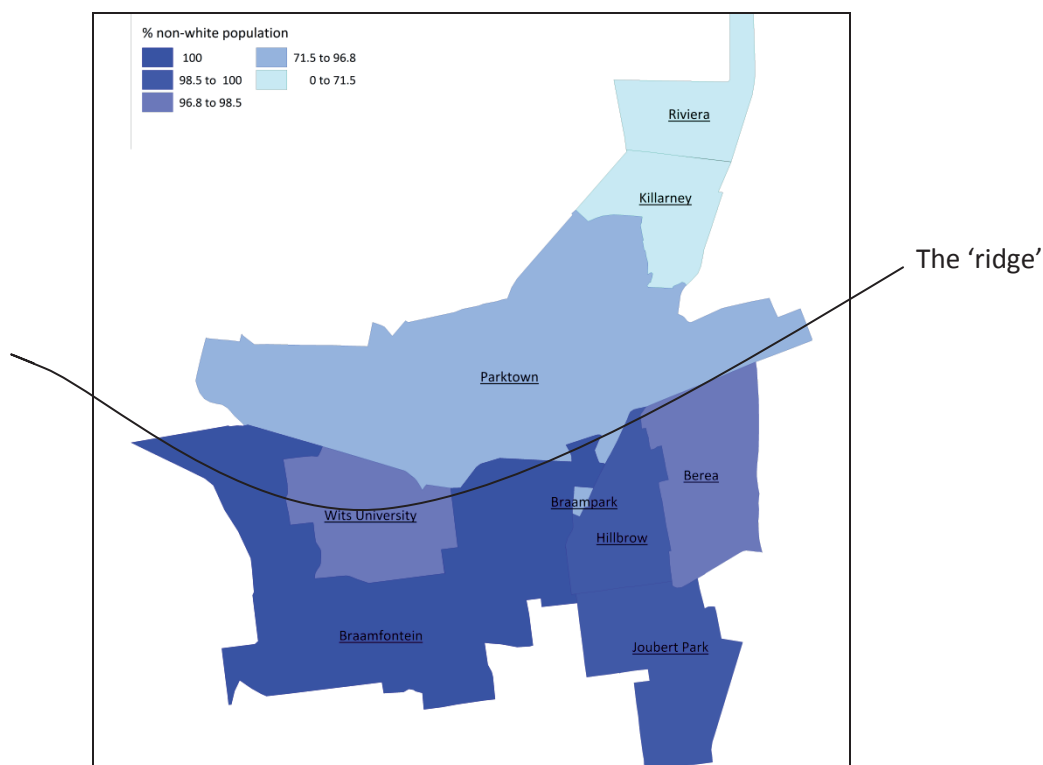 % non-white population
100
71.5 to 96.8
98.5 to 100
0 to 71.5
96.8 to 98.5
Riviera
Killarney
The ‘ridge’
Parktown
Berea
Braampark
Wits University
Hillbrow
Braamfontein
Joubert Park